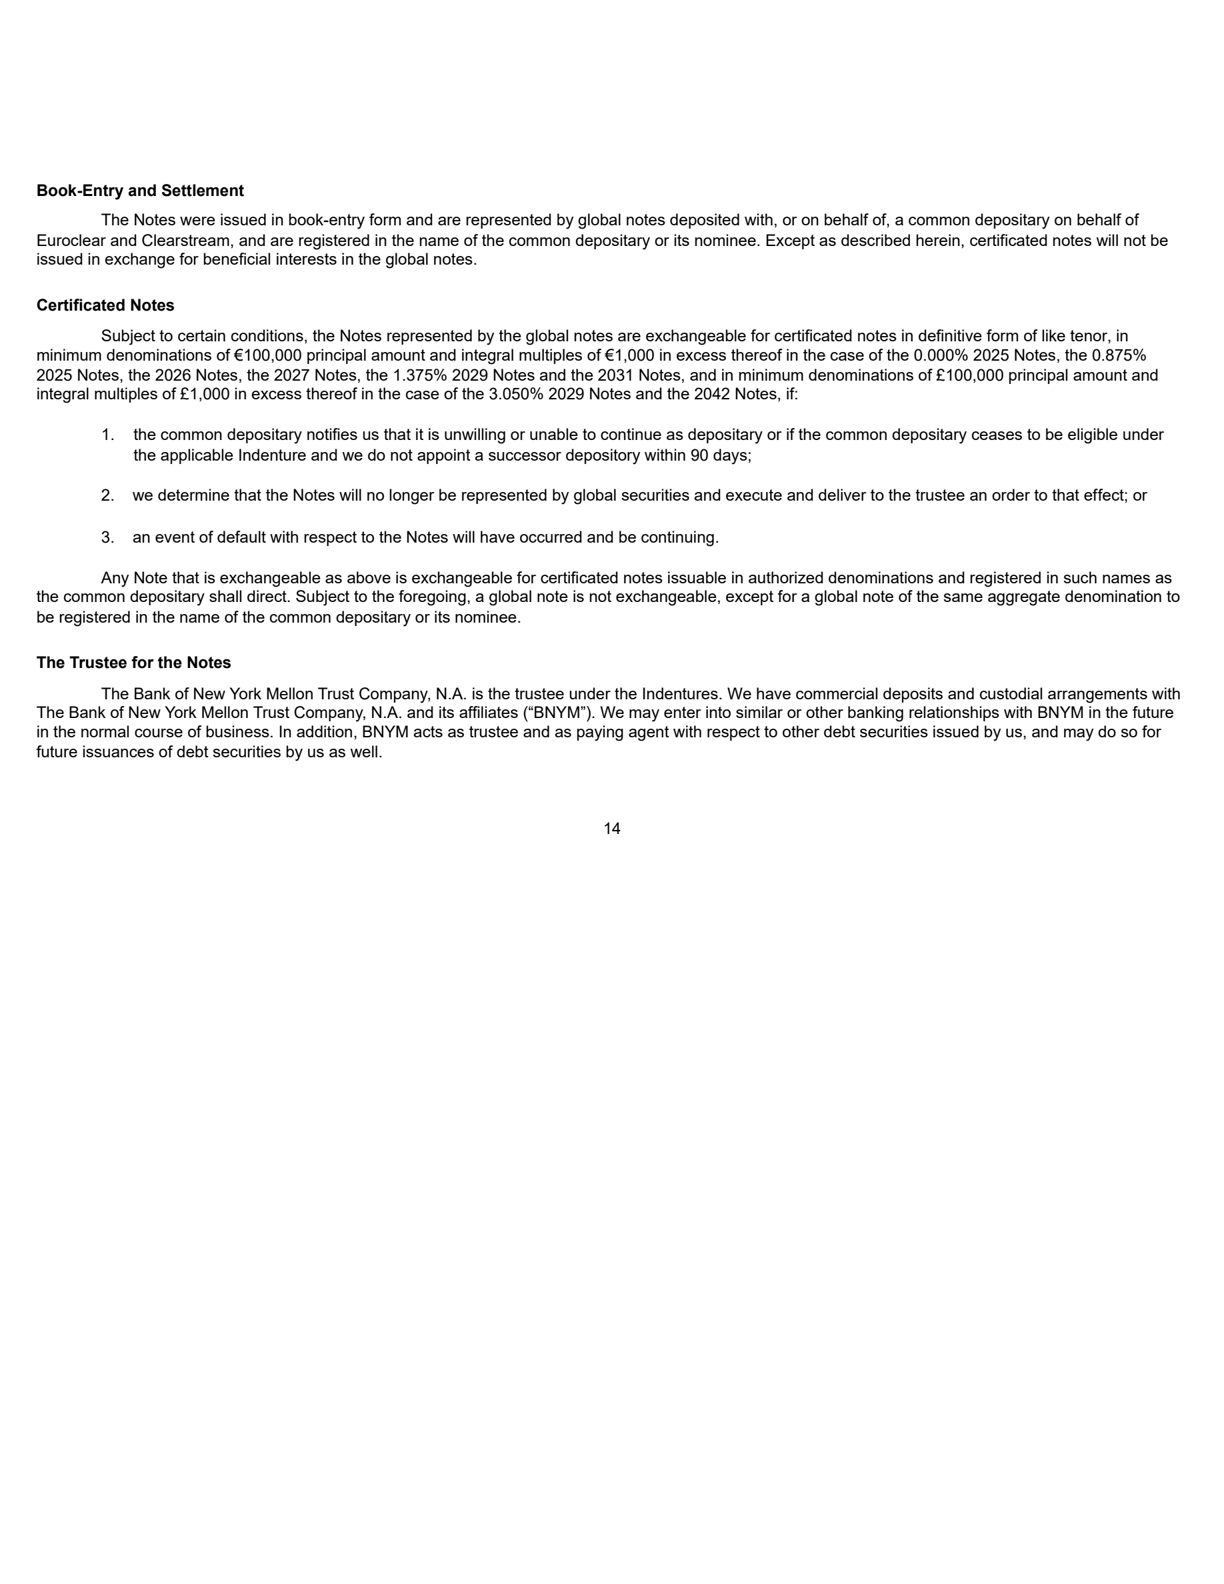 Book-Entry and Settlement
The Notes were issued in book-entry form and are represented by global notes deposited with, or on behalf of, a common depositary on behalf of
Euroclear and Clearstream, and are registered in the name of the common depositary or its nominee. Except as described herein, certificated notes will not be
issued in exchange for beneficial interests in the global notes.
Certificated Notes
Subject to certain conditions, the Notes represented by the global notes are exchangeable for certificated notes in definitive form of like tenor, in
minimum denominations of €100,000 principal amount and integral multiples of €1,000 in excess thereof in the case of the 0.000% 2025 Notes, the 0.875%
2025 Notes, the 2026 Notes, the 2027 Notes, the 1.375% 2029 Notes and the 2031 Notes, and in minimum denominations of £100,000 principal amount and
integral multiples of £1,000 in excess thereof in the case of the 3.050% 2029 Notes and the 2042 Notes, if:
1. the common depositary notifies us that it is unwilling or unable to continue as depositary or if the common depositary ceases to be eligible under
the applicable Indenture and we do not appoint a successor depository within 90 days;
2. we determine that the Notes will no longer be represented by global securities and execute and deliver to the trustee an order to that effect; or
3. an event of default with respect to the Notes will have occurred and be continuing.
Any Note that is exchangeable as above is exchangeable for certificated notes issuable in authorized denominations and registered in such names as
the common depositary shall direct. Subject to the foregoing, a global note is not exchangeable, except for a global note of the same aggregate denomination to
be registered in the name of the common depositary or its nominee.
The Trustee for the Notes
The Bank of New York Mellon Trust Company, N.A. is the trustee under the Indentures. We have commercial deposits and custodial arrangements with
The Bank of New York Mellon Trust Company, N.A. and its affiliates (“BNYM”). We may enter into similar or other banking relationships with BNYM in the future
in the normal course of business. In addition, BNYM acts as trustee and as paying agent with respect to other debt securities issued by us, and may do so for
future issuances of debt securities by us as well.
14